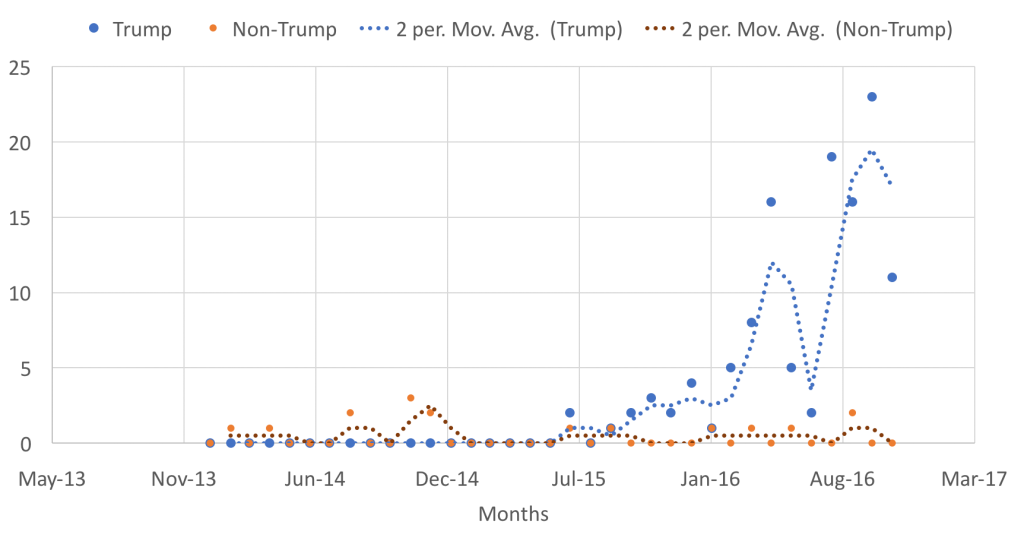 Trump Non-Trump 2 per. Mov. Avg. (Trump) 2 per. Mov. Avg. (Non-Trump)
25
20
15
10
5
0
May-13 Nov-13 Jun-14 Dec-14 Jul-15 Jan-16 Aug-16 Mar-17
Months